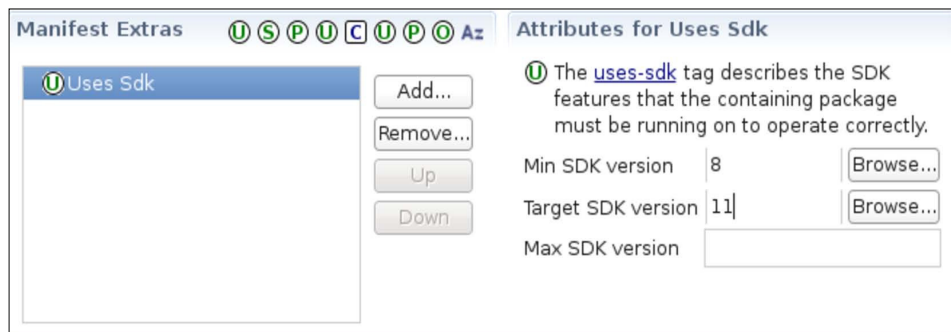 Manifest Extras U S P U C U P O Az
U Uses Sdk
Add...
Remove...
Up
Down
Attributes for Uses Sdk
U The uses-sdk tag describes the SDK
features that the containing package
must be running on to operate correctly.
Min SDK version 8 Browse...
Target SDK version 11 Browse...
Max SDK version